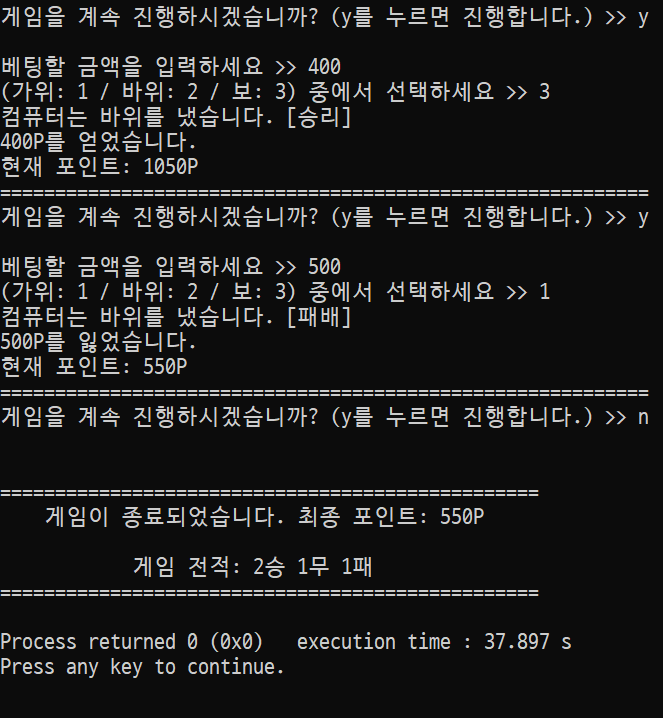 게임을 계속 진행하시겠습니까? (y를 누르면 진행합니다.) >> y
베팅할 금액을 입력하세요 >> 400
(가위: 1 / 바위: 2 / 보: 3) 중에서 선택하세요 >> 3
컴퓨터는 바위를 냈습니다. [승리]
400P를 얻었습니다.
현재 포인트: 1050P
===========================================================
게임을 계속 진행하시겠습니까? (y를 누르면 진행합니다.) >> y
베팅할 금액을 입력하세요 >> 500
(가위: 1 / 바위: 2 / 보: 3) 중에서 선택하세요 >> 1
컴퓨터는 바위를 냈습니다. [패배]
500P를 잃었습니다.
현재 포인트: 550P
===========================================================
게임을 계속 진행하시겠습니까? (y를 누르면 진행합니다.) >> n
=================================================
게임이 종료되었습니다. 최종 포인트: 550P
게임 전적: 2승 1무 1패
=================================================
Process returned 0 (0x0)   execution time : 37.897 s
Press any key to continue.